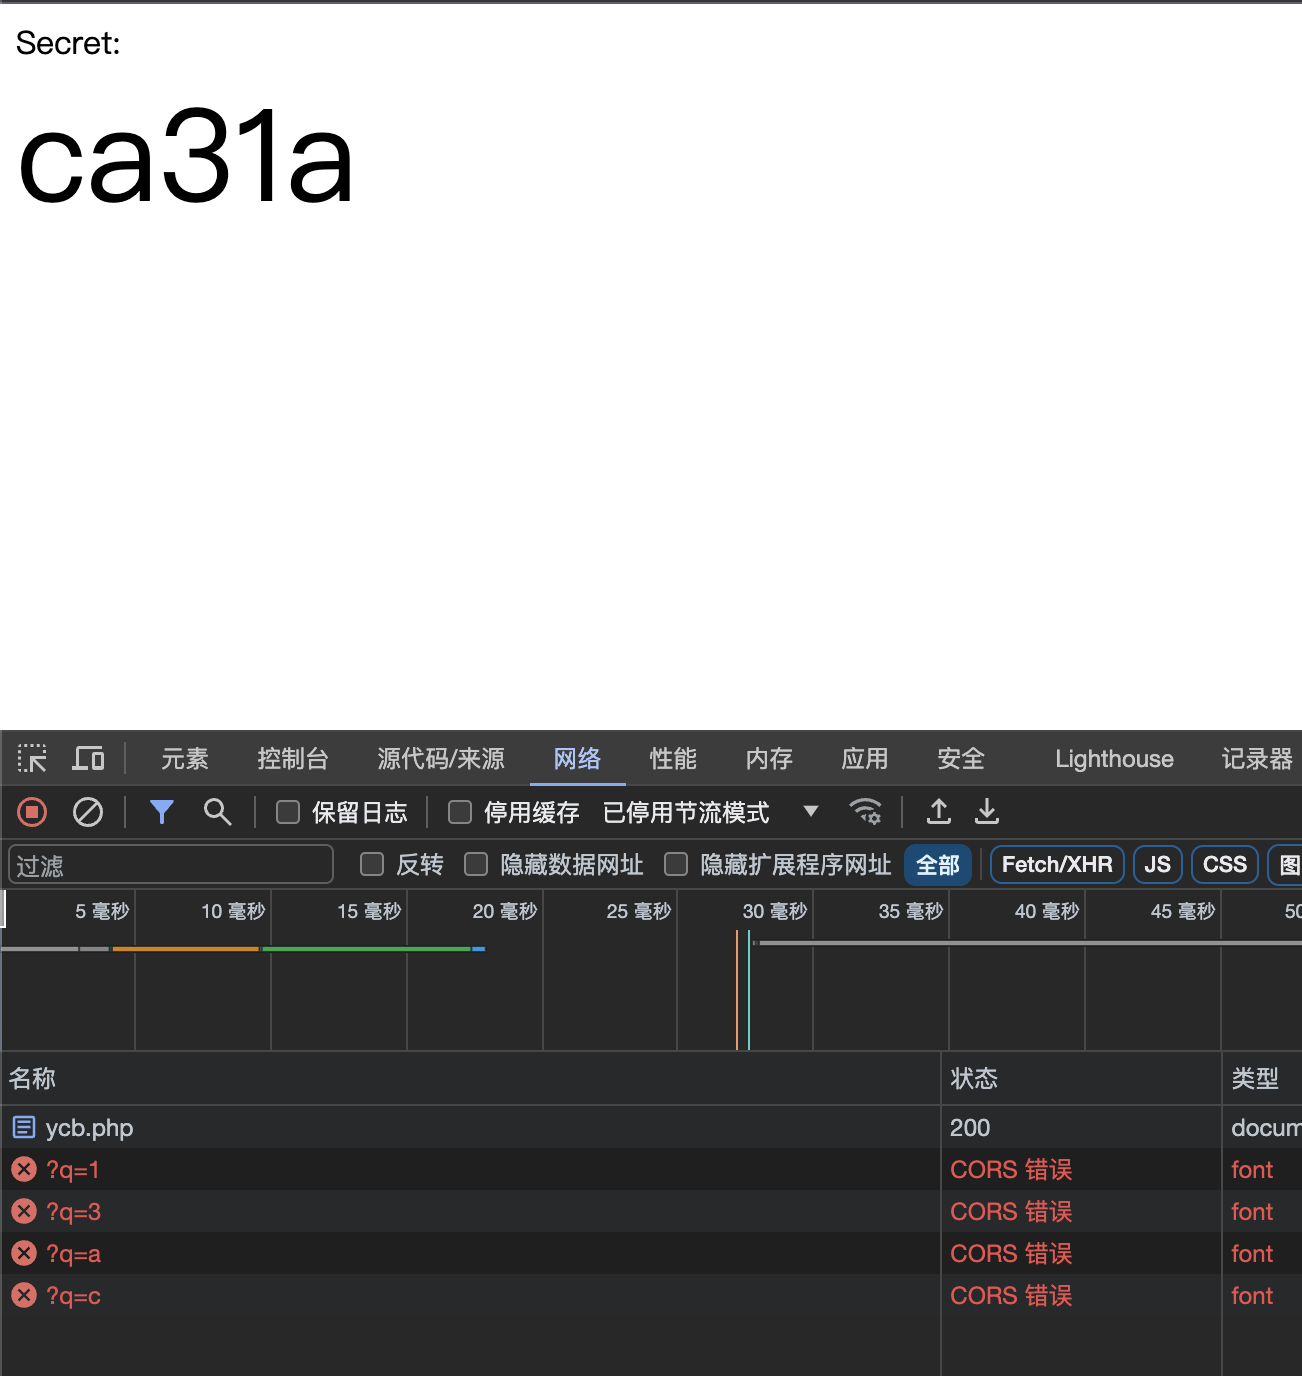 Secret:
ca31a
元素 控制台 源代码/来源 网络 性能 内存 应用 安全 Lighthouse 记录器
保留日志 停用缓存 已停用节流模式
过滤 反转 隐藏数据网址 隐藏扩展程序网址 全部 Fetch/XHR JS CSS 图
5 毫秒 10 毫秒 15 毫秒 20 毫秒 25 毫秒 30 毫秒 35 毫秒 40 毫秒 45 毫秒 50
名称 状态 类型
ycb.php 200 docum
?q=1 CORS 错误 font
?q=3 CORS 错误 font
?q=a CORS 错误 font
?q=c CORS 错误 font